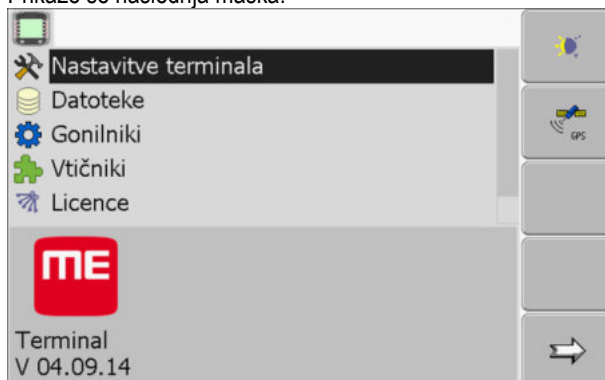 Prikaže se naslednja maska:
Nastavitve terminala
Datoteke
Gonilniki
Vtičniki
Licence
GPS
ME
Terminal
V 04.09.14